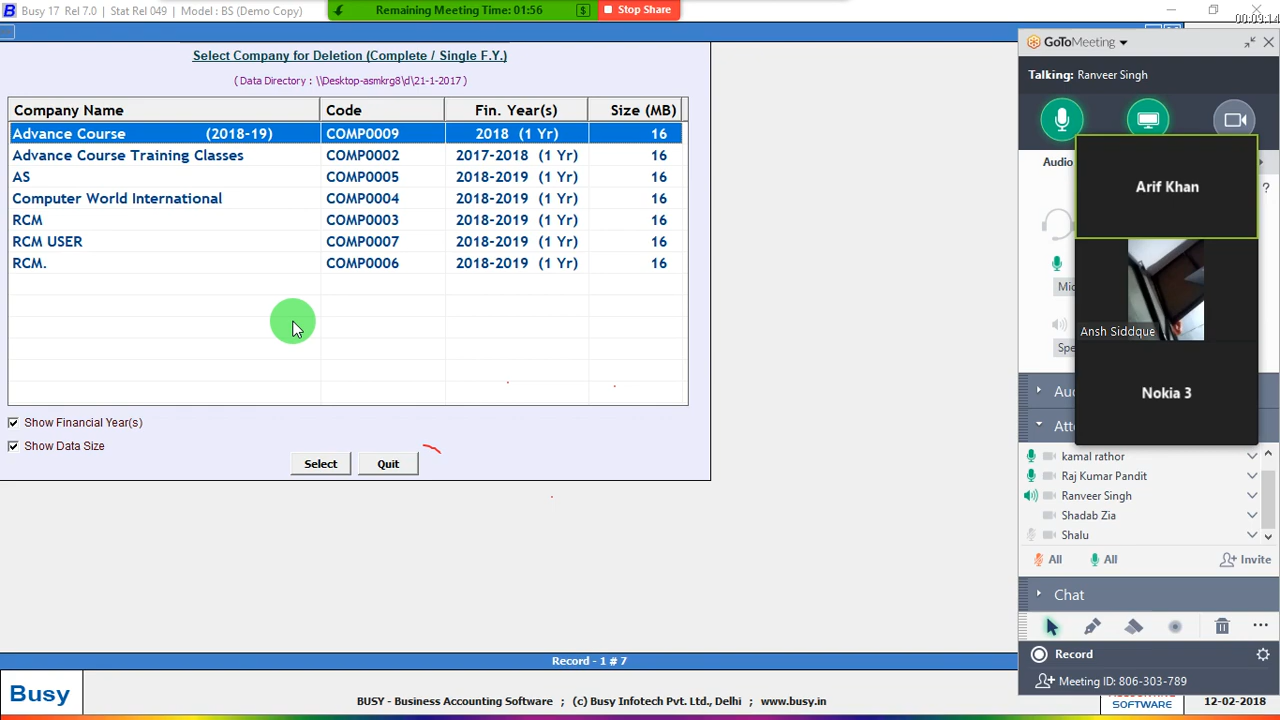 Busy 17 Rel 7.0 | Stat Rel 049 | Model : BS (Demo Copy)
Remaining Meeting Time: 01:56
$
Stop Share
00:09:14
Select Company for Deletion (Complete / Single F.Y.)
( Data Directory : \\Desktop-asmkrg8\d\21-1-2017 )
Company Name Code Fin. Year(s) Size (MB)
Advance Course (2018-19) COMP0009 2018 (1 Yr) 16
Advance Course Training Classes COMP0002 2017-2018 (1 Yr) 16
AS COMP0005 2018-2019 (1 Yr) 16
Computer World International COMP0004 2018-2019 (1 Yr) 16
RCM COMP0003 2018-2019 (1 Yr) 16
RCM USER COMP0007 2018-2019 (1 Yr) 16
RCM. COMP0006 2018-2019 (1 Yr) 16
Show Financial Year(s)
Show Data Size
Select Quit
Record - 1 # 7
Busy
BUSY - Business Accounting Software ; (c) Busy Infotech Pvt. Ltd., Delhi ; www.busy.in
SOFTWARE
12-02-2018
GoToMeeting
Talking: Ranveer Singh
Audio
?
Arif Khan
Ansh Siddque
Nokia 3
kamal rathor
Raj Kumar Pandit
Ranveer Singh
Shadab Zia
Shalu
All All Invite
Chat
Record
Meeting ID: 806-303-789